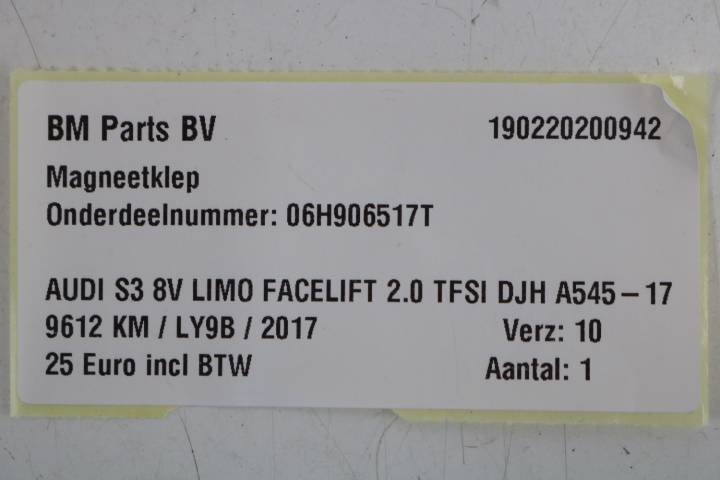 BM Parts BV 190220200942
Magneetklep
Onderdeelnummer: 06H906517T
AUDI S3 8V LIMO FACELIFT 2.0 TFSI DJH A545-17
9612 KM / LY9B / 2017 Verz: 10
25 Euro incl BTW Aantal: 1